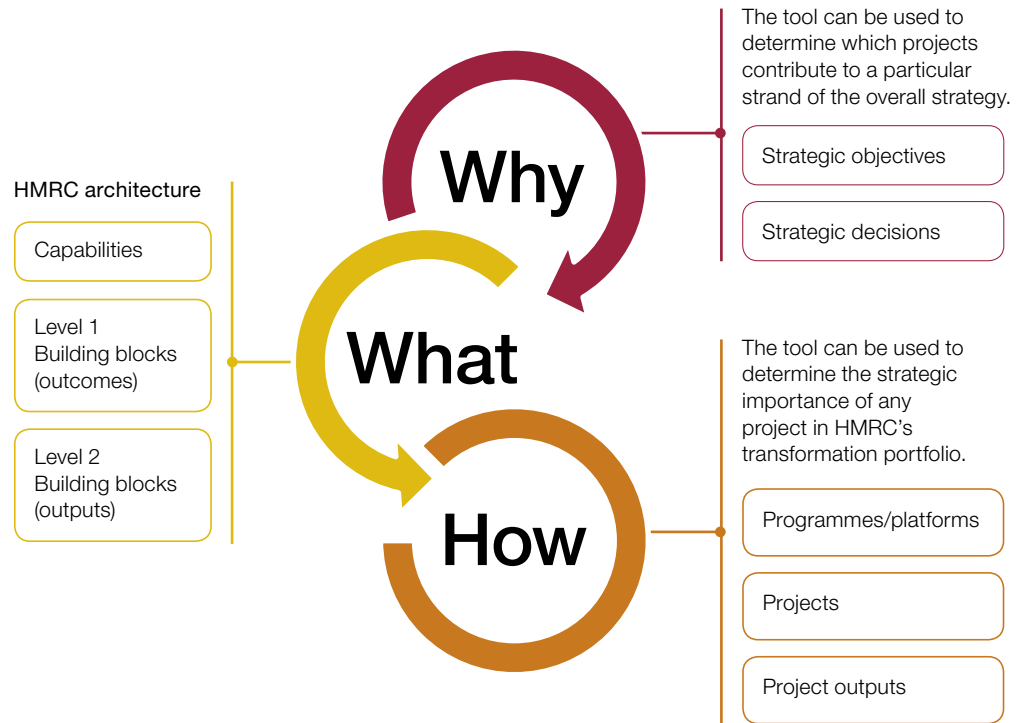 The tool can be used to
determine which projects
contribute to a particular
strand of the overall strategy.
Why
Strategic objectives
Strategic decisions
HMRC architecture
Capabilities
Level 1
Building blocks
(outcomes)
Level 2
Building blocks
(outputs)
What
The tool can be used to
determine the strategic
importance of any
project in HMRC's
transformation portfolio.
How
Programmes/platforms
Projects
Project outputs